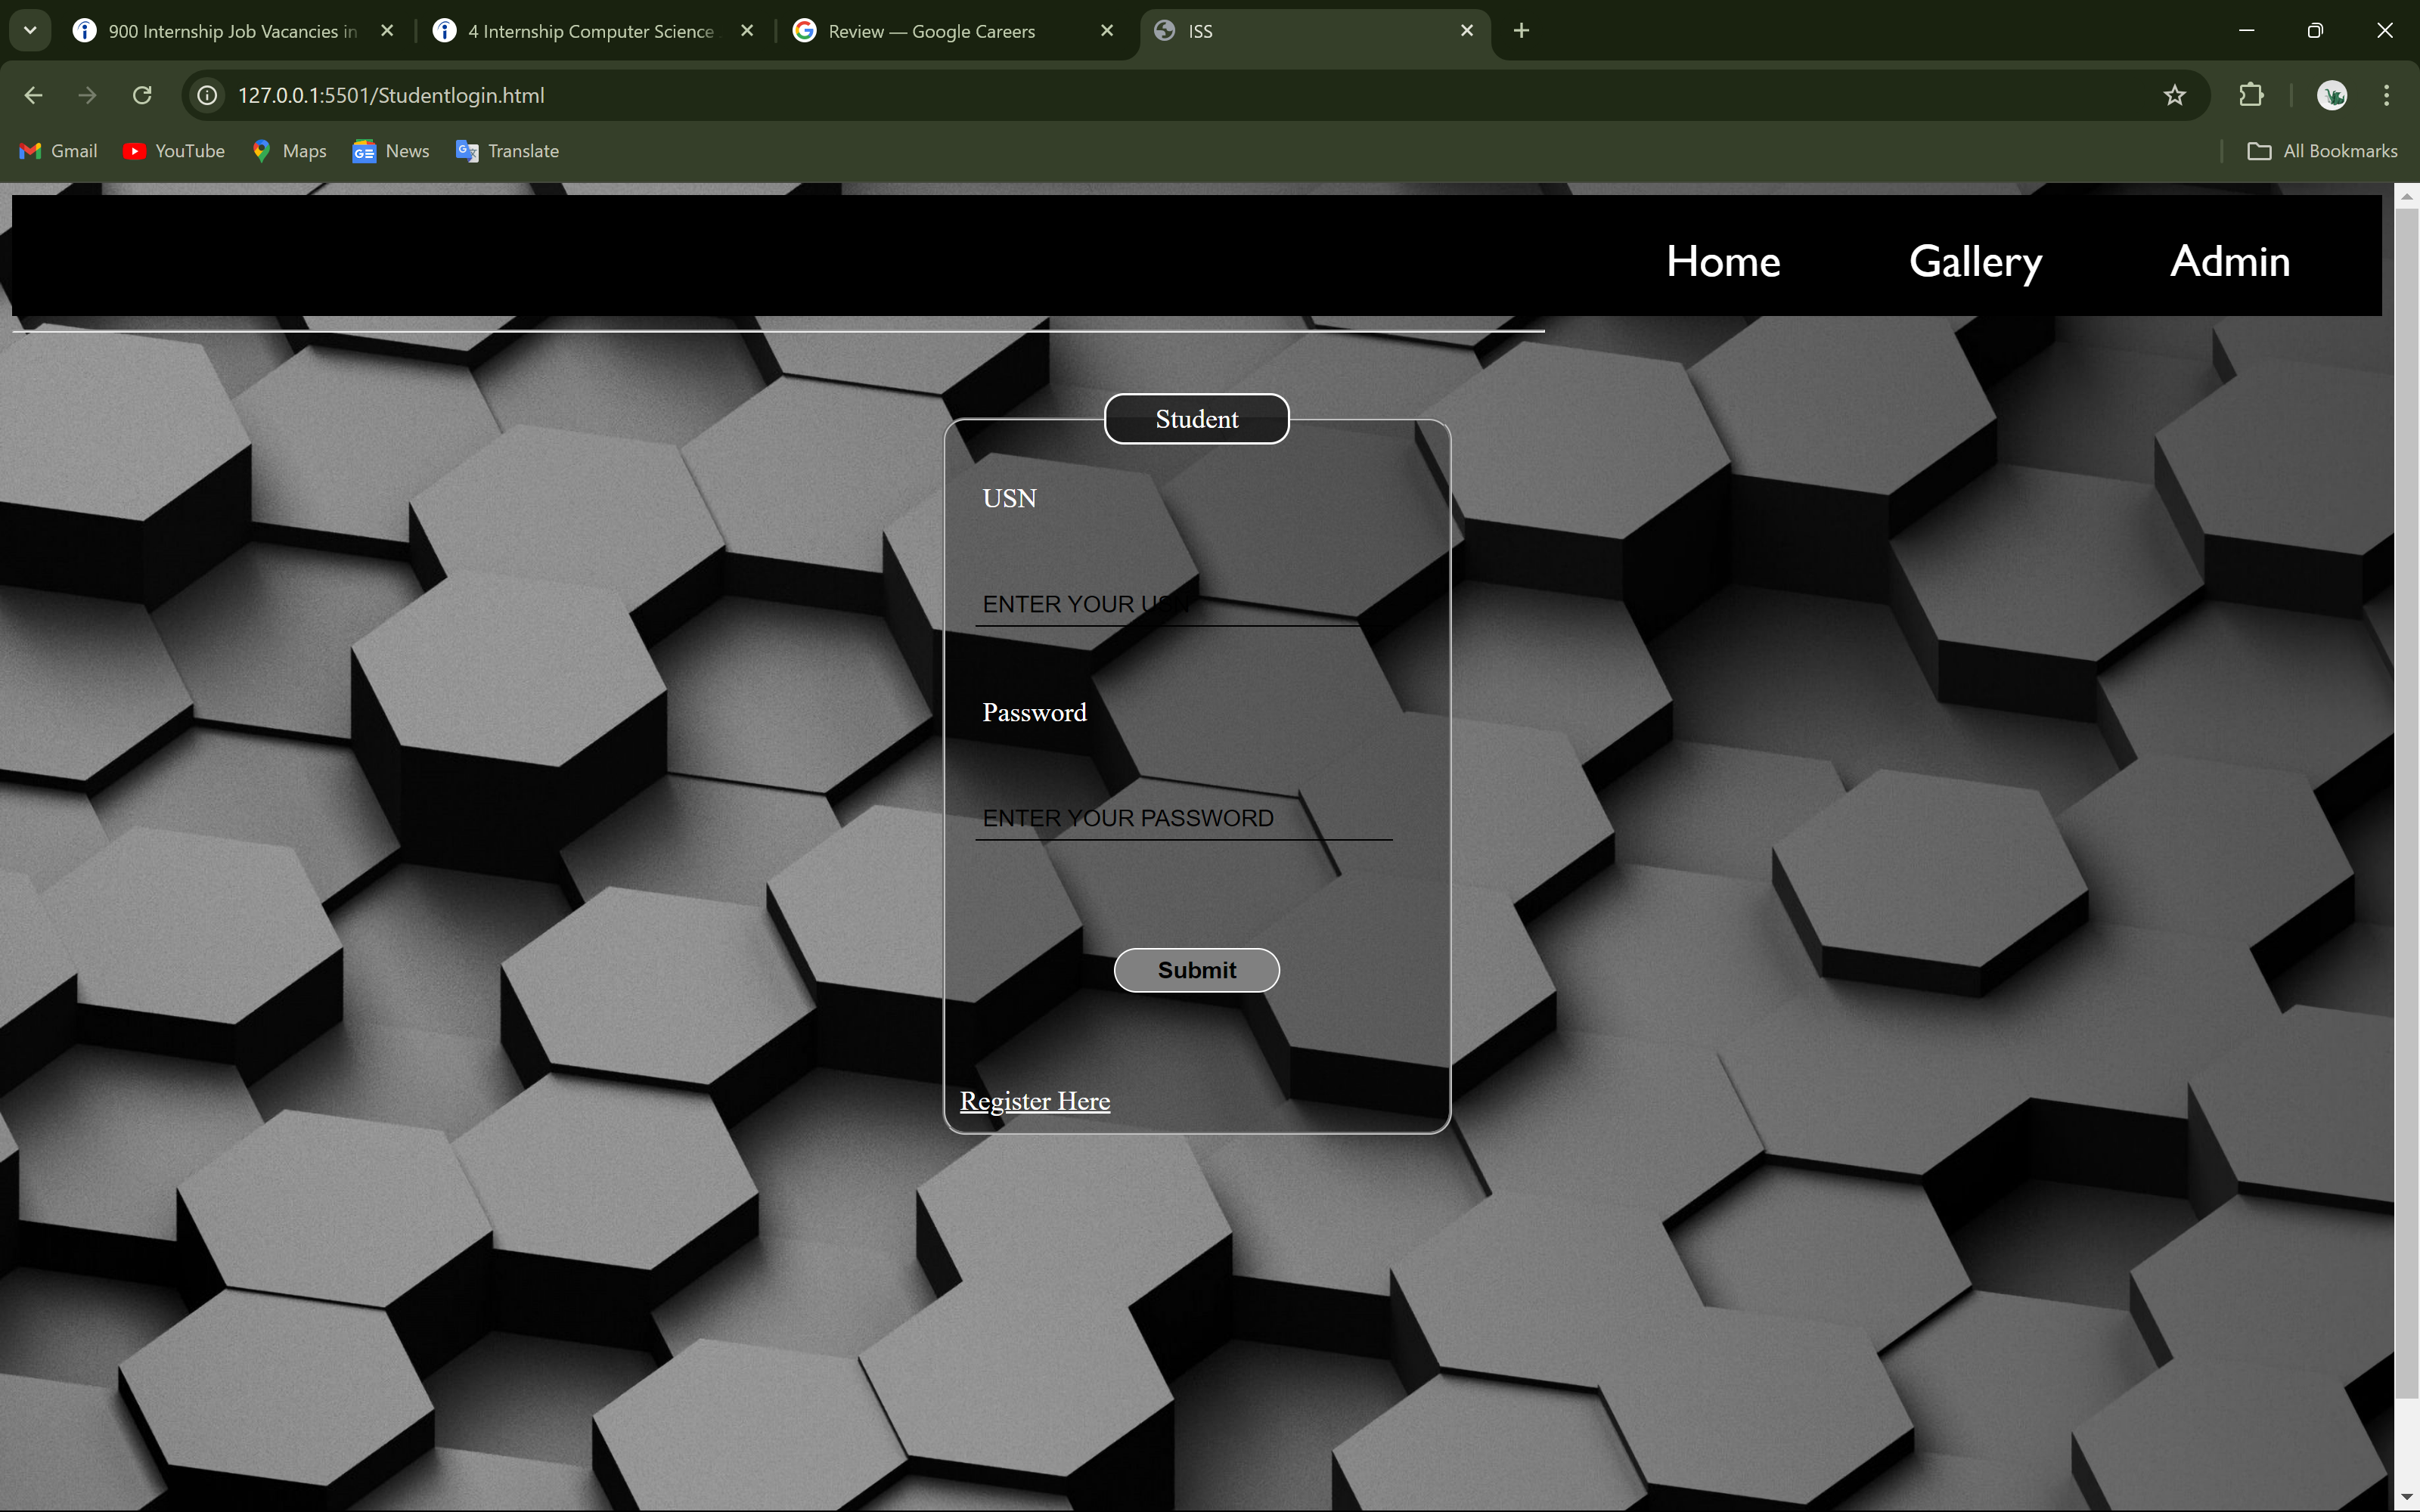 900 Internship Job Vacancies in
4 Internship Computer Science
Review — Google Careers
ISS
127.0.0.1:5501/Studentlogin.html
Gmail
YouTube
Maps
News
Translate
All Bookmarks
Home
Gallery
Admin
Student
USN
ENTER YOUR USN
Password
ENTER YOUR PASSWORD
Submit
Register Here